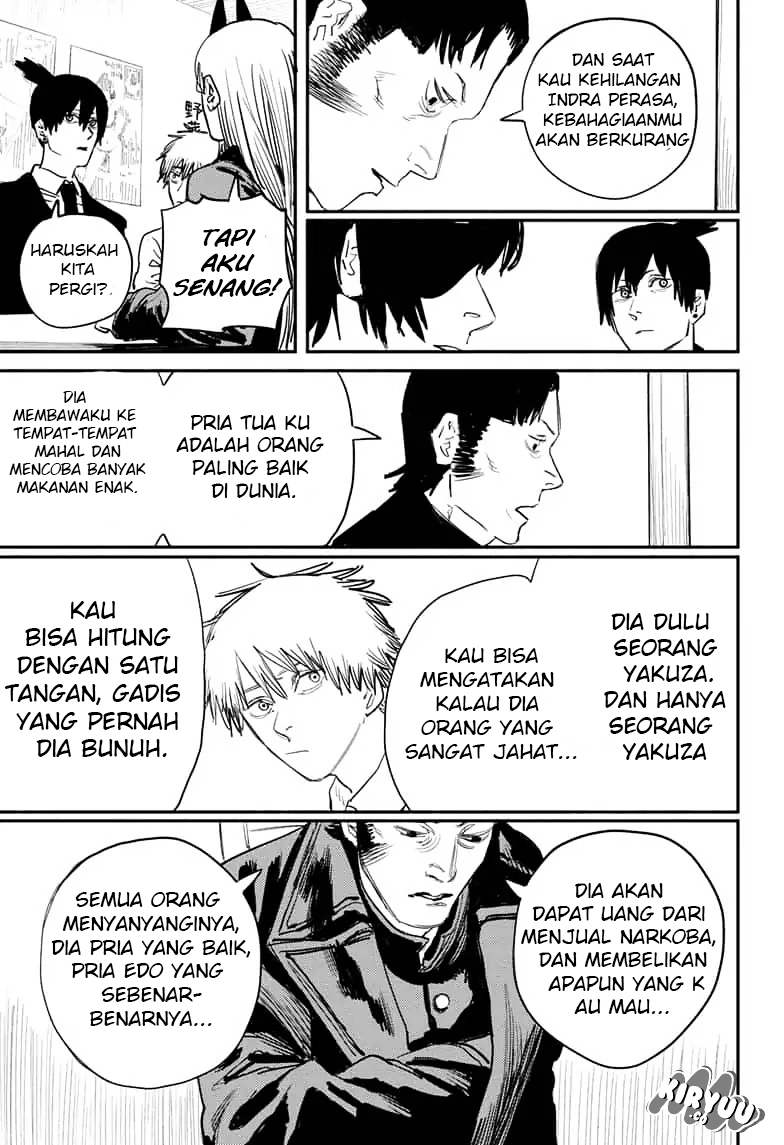 DAN SAAT
KAU KEHILANGAN
INDRA PERASA,
KEBAHAGIAANMU
AKAN BERKURANG
野
TAPI
AKU
SENANG!
HARUSKAH
KITA
PERGI?.
PRIA TUA KU
ADALAH ORANG
PALING BAIK
DI DUNIA.
DIA
MEMBAWAKU KE
TEMPAT-TEMPAT
MAHAL DAN
MENCOBA BANYAK
MAKANAN ENAK.
DIA DULU
SEORANG
YAKUZA.
DAN HANYA
SEORANG
YAKUZA
KAU BISA
MENGATAKAN
KALAU DIA
ORANG YANG
SANGAT JAHAT...
KAU
BISA HITUNG
DENGAN SATU
TANGAN, GADIS
YANG PERNAH
DIA BUNUH.
DIA AKAN
DAPAT UANG DARI
MENJUAL NARKOBA,
DAN MEMBELIKAN
APAPUN YANG K
AU MAU...
SEMUA ORANG
MENYANYANGINYA,
DIA PRIA YANG BAIK,
PRIA EDO YANG
SEBENAR-
BENARNYA...
KIRYUU
.CO